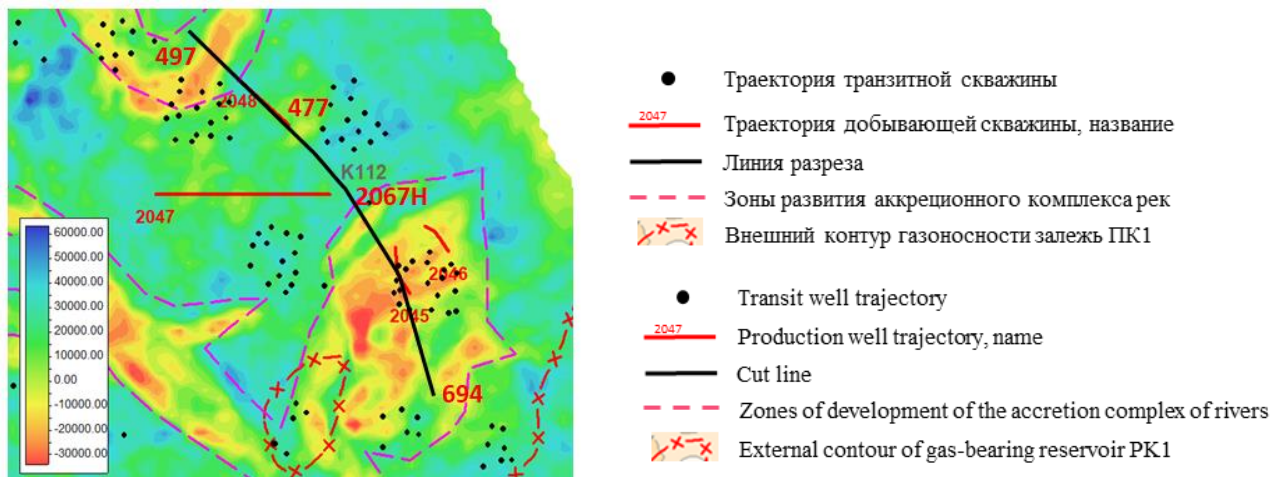 497
2048
477
K112
2067H
2047
2046
2045
694
60000.00
50000.00
40000.00
30000.00
20000.00
10000.00
0.00
-10000.00
-20000.00
-30000.00
Траектория транзитной скважины
2047
Траектория добывающей скважины, название
Линия разреза
Зоны развития аккреционного комплекса рек
Внешний контур газоносности залежь ПК1
Transit well trajectory
2047
Production well trajectory, name
Cut line
Zones of development of the accretion complex of rivers
External contour of gas-bearing reservoir PK1